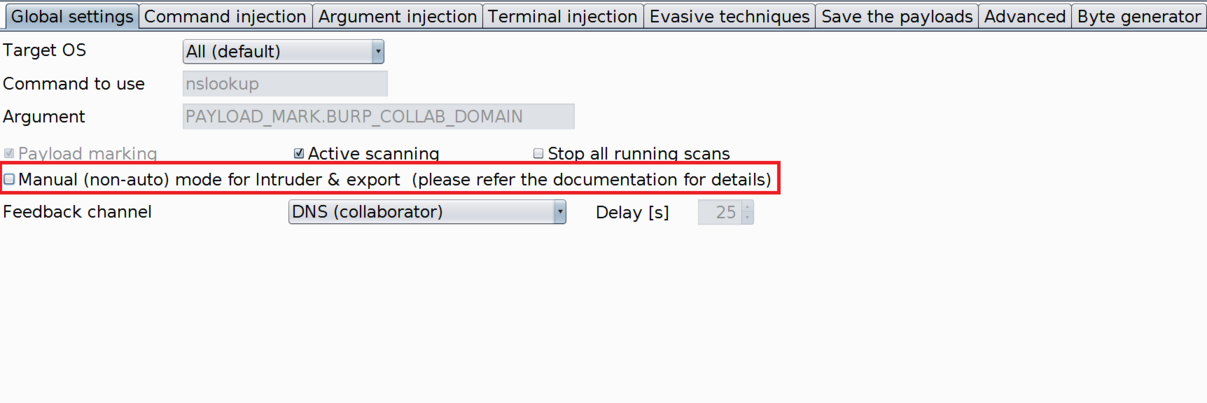 Global settings Command injection Argument injection Terminal injection Evasive techniques Save the payloads Advanced Byte generator
Target OS All (default)
Command to use nslookup
Argument PAYLOAD_MARK.BURP_COLLAB_DOMAIN
Payload marking Active scanning Stop all running scans
Manual (non-auto) mode for Intruder & export (please refer the documentation for details)
Feedback channel DNS (collaborator) Delay [s] 25